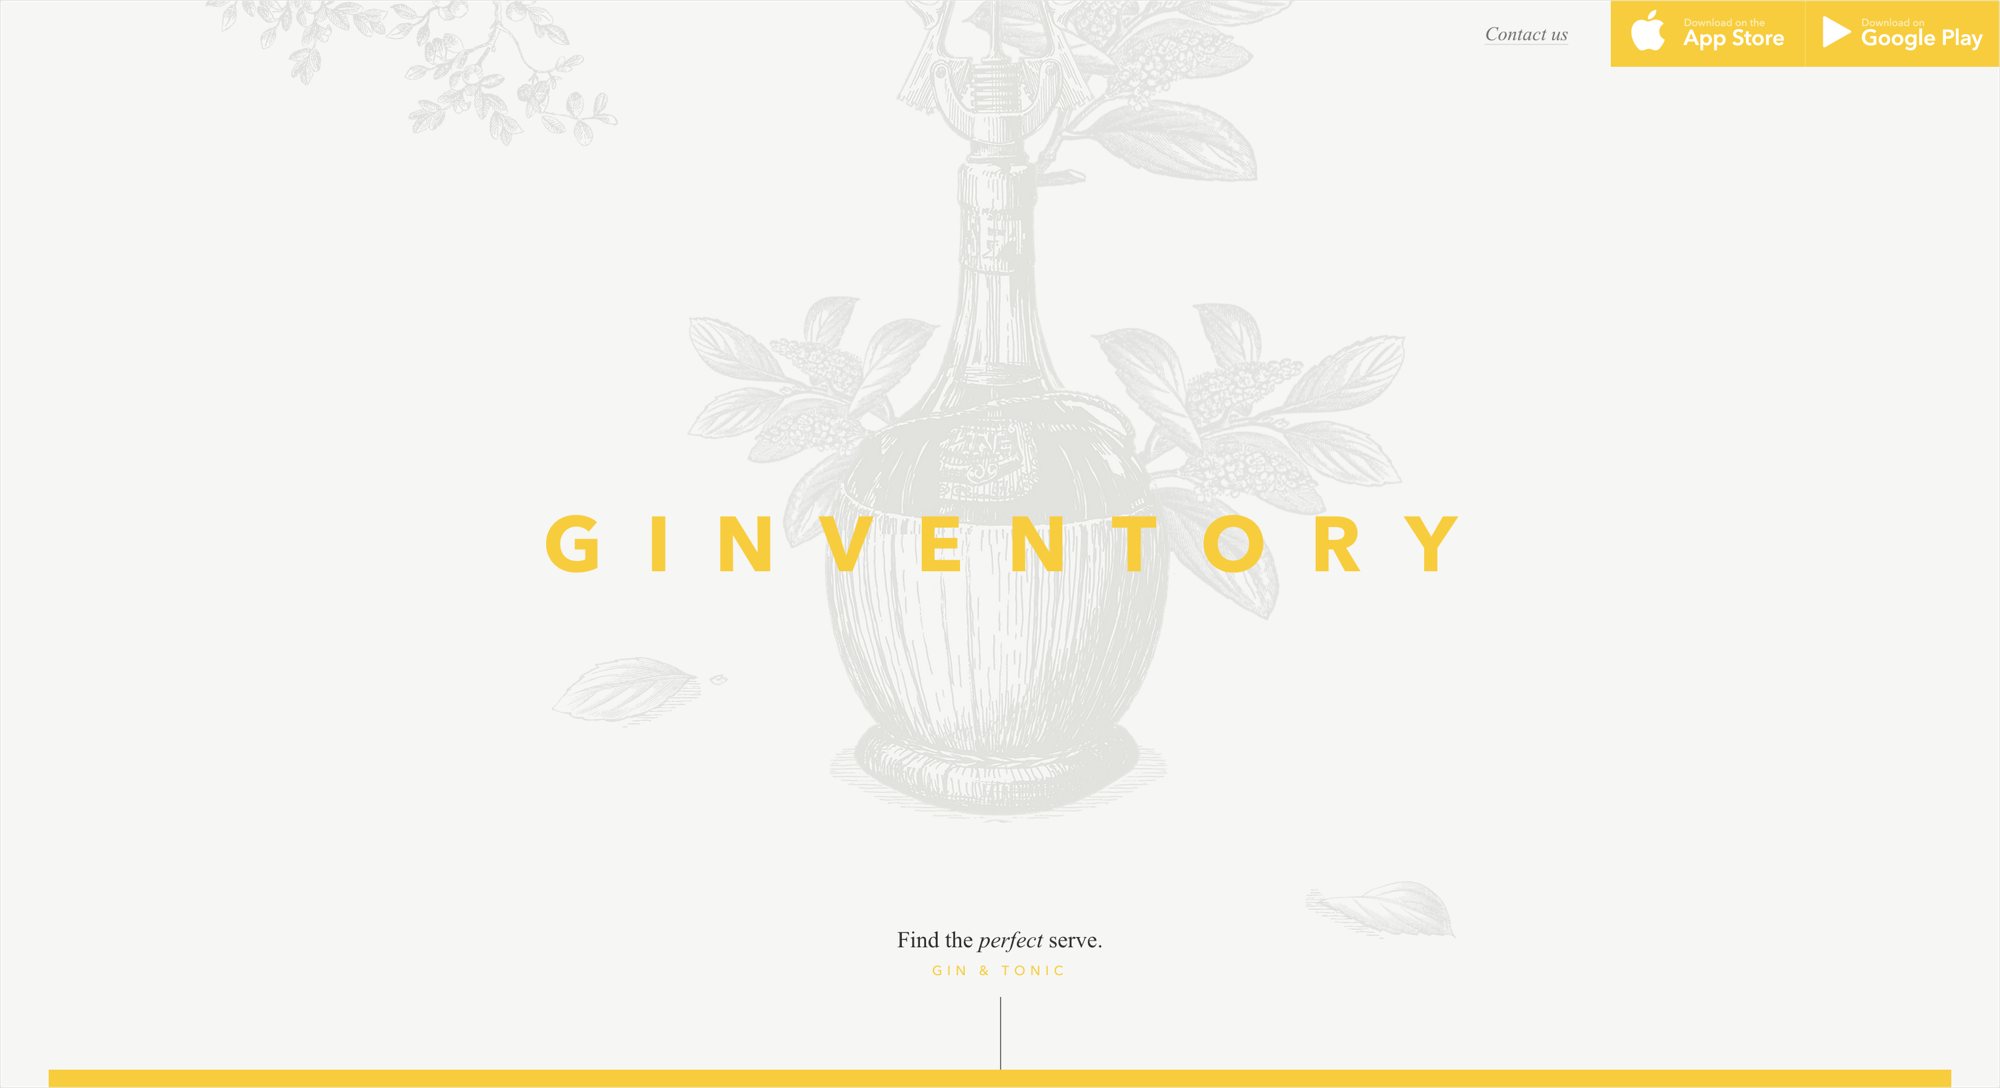 Contact us
Download on the
App Store
Download on
Google Play
GINVENTORY
Find the perfect serve.
GIN & TONIC